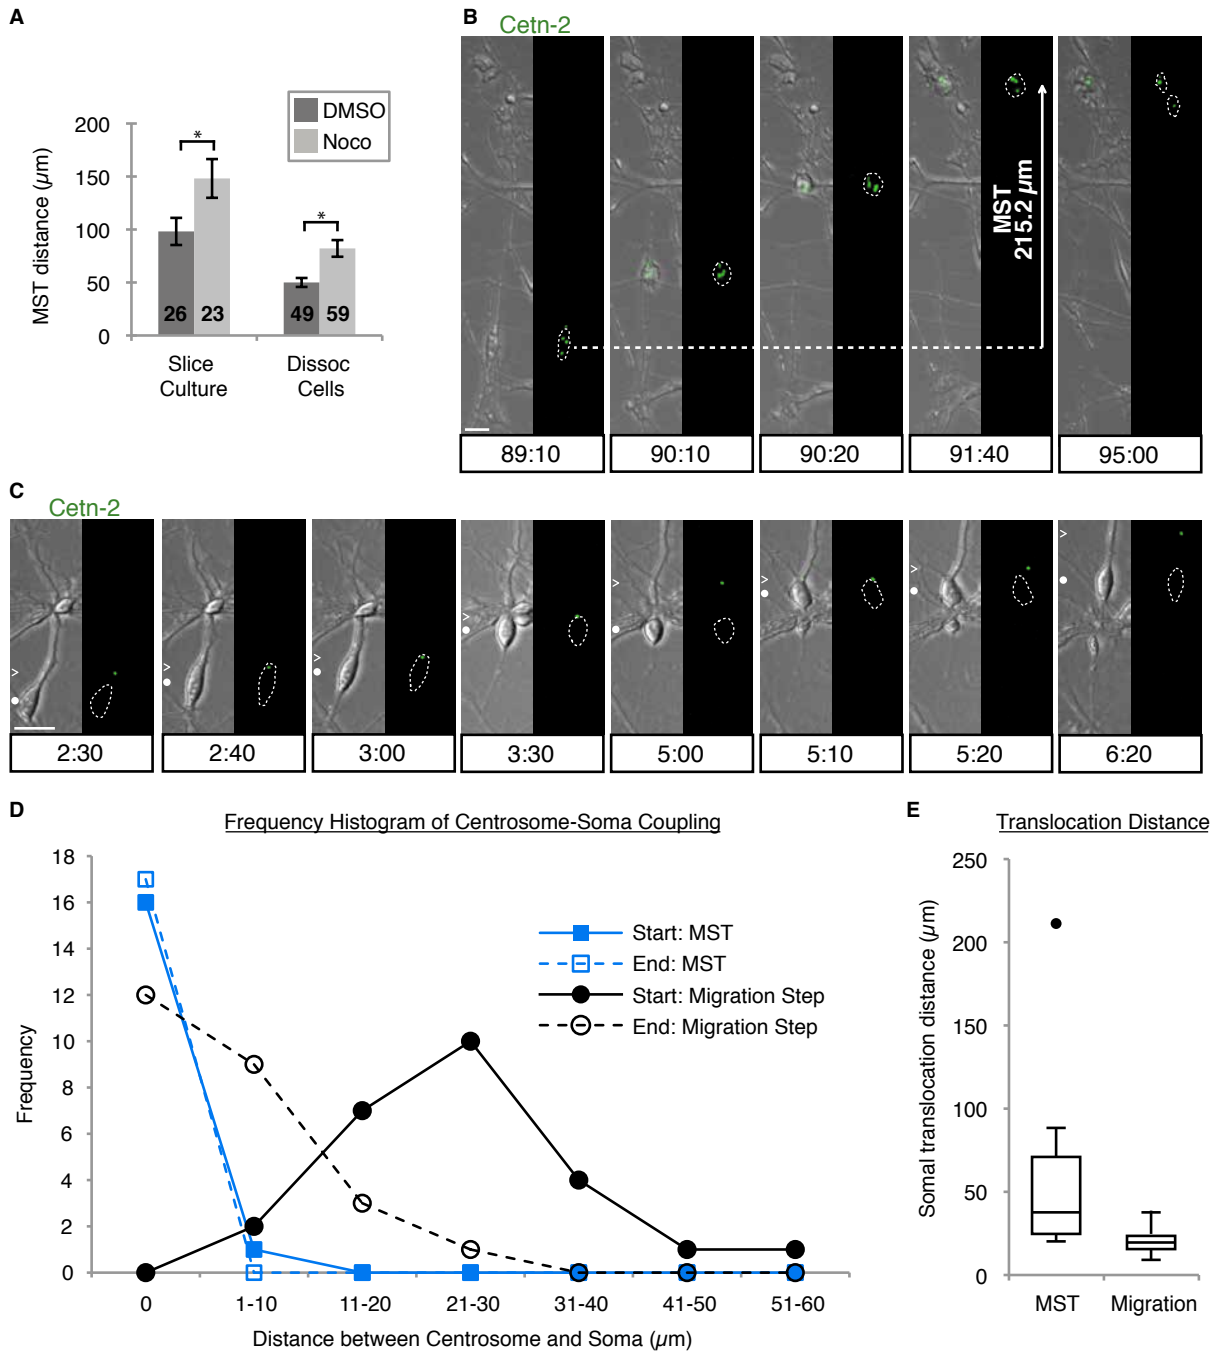 A
MST distance (µm)
200
150
100
50
0
*
*
DMSO
Noco
26
23
49
59
Slice
Culture
Dissoc
Cells
B
Cetn-2
MST
215.2 µm
89:10
90:10
90:20
91:40
95:00
C
Cetn-2
>
>
>
>
>
>
>
>
2:30
2:40
3:00
3:30
5:00
5:10
5:20
6:20
D
Frequency Histogram of Centrosome-Soma Coupling
Frequency
18
16
14
12
10
8
6
4
2
0
Start: MST
End: MST
Start: Migration Step
End: Migration Step
0
1-10
11-20
21-30
31-40
41-50
51-60
Distance between Centrosome and Soma (µm)
E
Translocation Distance
Somal translocation distance (µm)
250
200
150
100
50
0
MST
Migration